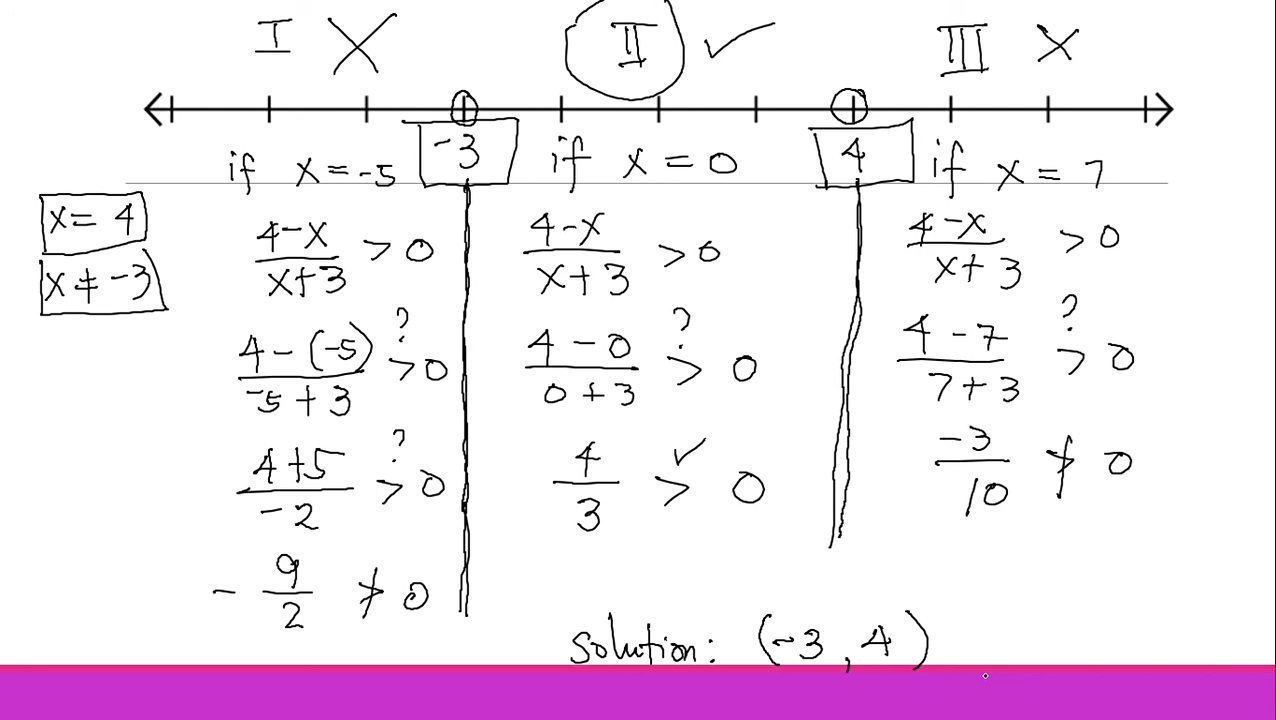 I X II ✓ III X
-3 4
if x = -5 if x = 0 if x = 7
x = 4
x ≠ -3
(4-x)/(x+3) > 0 (4-x)/(x+3) > 0 (4-x)/(x+3) > 0
(4-(-5))/(-5+3) >? 0 (4-0)/(0+3) >? 0 (4-7)/(7+3) >? 0
(4+5)/(-2) >? 0 4/3 >✓ 0 -3/10 ≯ 0
-9/2 ≯ 0
solution: (-3, 4)